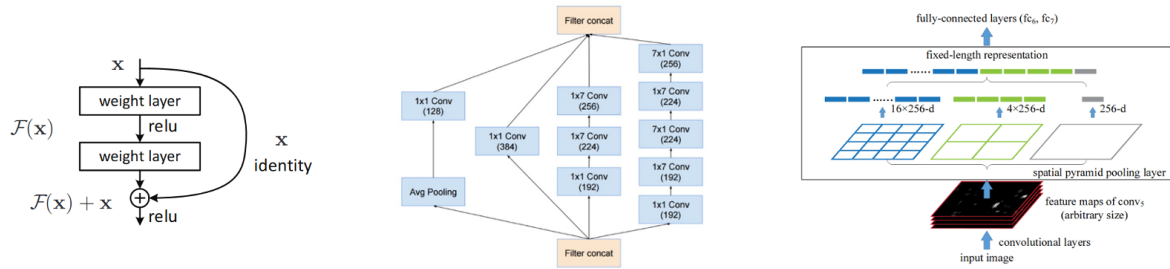 x
weight layer
F(x)
relu
x
weight layer
identity
F(x) + x
relu
Filter concat
7x1 Conv
(256)
1x1 Conv
(128)
1x7 Conv
(256)
1x7 Conv
(224)
1x1 Conv
(384)
1x7 Conv
(224)
7x1 Conv
(224)
Avg Pooling
1x1 Conv
(192)
1x7 Conv
(192)
1x1 Conv
(192)
Filter concat
fully-connected layers (fc6, fc7)
fixed-length representation
......
......
16×256-d
4×256-d
256-d
spatial pyramid pooling layer
feature maps of conv5
(arbitrary size)
convolutional layers
input image